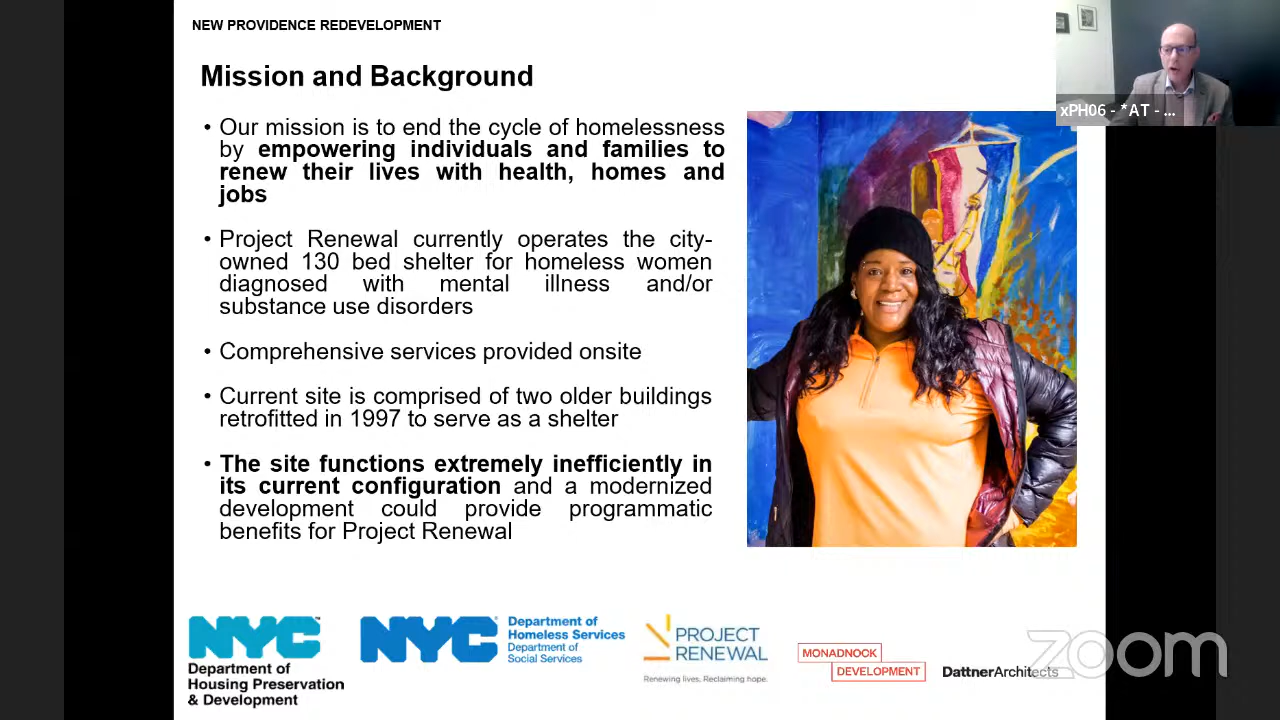 NEW PROVIDENCE REDEVELOPMENT
Mission and Background
• Our mission is to end the cycle of homelessness
by empowering individuals and families to
renew their lives with health, homes and
jobs
• Project Renewal currently operates the city-
owned 130 bed shelter for homeless women
diagnosed with mental illness and/or
substance use disorders
• Comprehensive services provided onsite
• Current site is comprised of two older buildings
retrofitted in 1997 to serve as a shelter
• The site functions extremely inefficiently in
its current configuration and a modernized
development could provide programmatic
benefits for Project Renewal
xPH06 - *AT - ...
NYC
Department of
Housing Preservation
& Development
NYC
Department of
Homeless Services
Department of
Social Services
PROJECT
RENEWAL
Renewing lives. Reclaiming hope.
MONADNOCK
DEVELOPMENT
DattnerArchitects
zoom